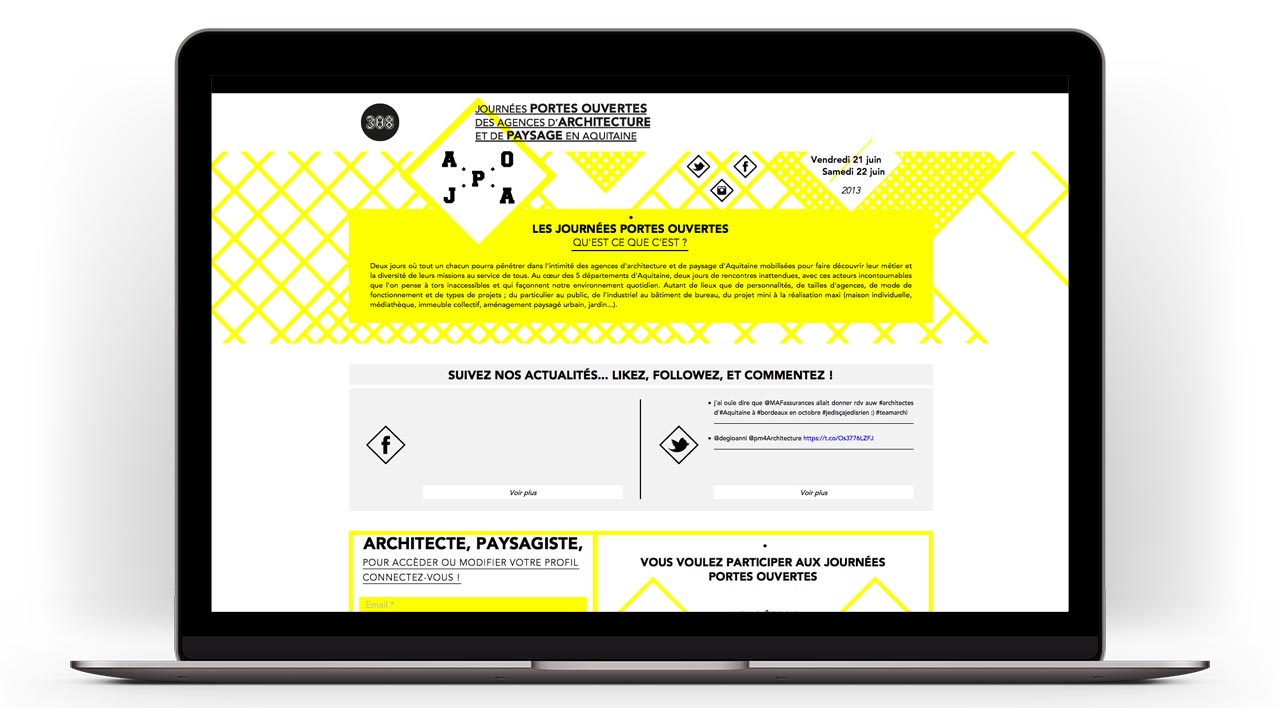 308
JOURNÉES PORTES OUVERTES
DES AGENCES D'ARCHITECTURE
ET DE PAYSAGE EN AQUITAINE
A O
P
J A
Vendredi 21 juin
Samedi 22 juin
2013
LES JOURNÉES PORTES OUVERTES
QU'EST CE QUE C'EST ?
Deux jours où tout un chacun pourra pénétrer dans l'intimité des agences d'architecture et de paysage d'Aquitaine mobilisées pour faire découvrir leur métier et
la diversité de leurs missions au service de tous. Au cœur des 5 départements d'Aquitaine, deux jours de rencontres inattendues, avec ces acteurs incontournables
que l'on pense à tors inaccessibles et qui façonnent notre environnement quotidien. Autant de lieux que de personnalités, de tailles d'agences, de mode de
fonctionnement et de types de projets ; du particulier au public, de l'industriel au bâtiment de bureau, du projet mini à la réalisation maxi (maison individuelle,
médiathèque, immeuble collectif, aménagement paysagé urbain, jardin...).
SUIVEZ NOS ACTUALITÉS... LIKEZ, FOLLOWEZ, ET COMMENTEZ !
• j'ai ouïe dire que @MAFassurances allait donner rdv auw #architectes
d'#Aquitaine à #bordeaux en octobre #jedisçajedisrien :) #teamarchi
• @degioanni @pm4Architecture https://t.co/Os3776LZFJ
Voir plus
Voir plus
ARCHITECTE, PAYSAGISTE,
POUR ACCÈDER OU MODIFIER VOTRE PROFIL
CONNECTEZ-VOUS !
Email *
VOUS VOULEZ PARTICIPER AUX JOURNÉES
PORTES OUVERTES